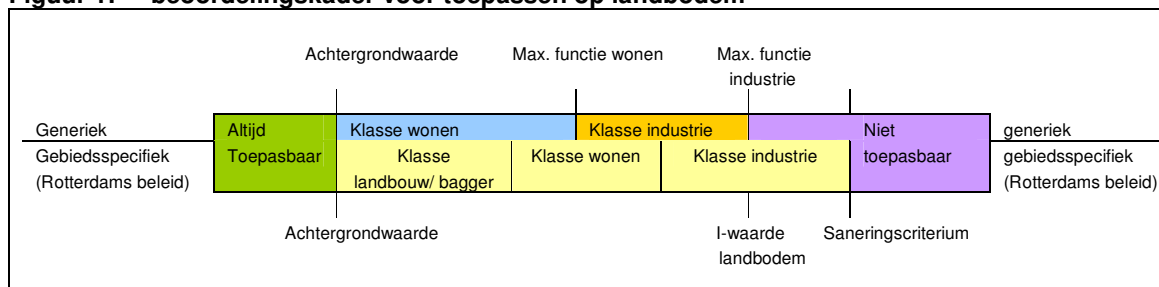 Figuur 1: beoordelingskader voor toepassen op landbodem
Achtergrondwaarde Max. functie wonen Max. functie
industrie
Generiek Altijd Klasse wonen Klasse industrie Niet generiek
Gebiedsspecifiek Toepasbaar Klasse Klasse wonen Klasse industrie toepasbaar gebiedsspecifiek
(Rotterdams beleid) landbouw/ bagger (Rotterdams beleid)
Achtergrondwaarde I-waarde Saneringscriterium
landbodem